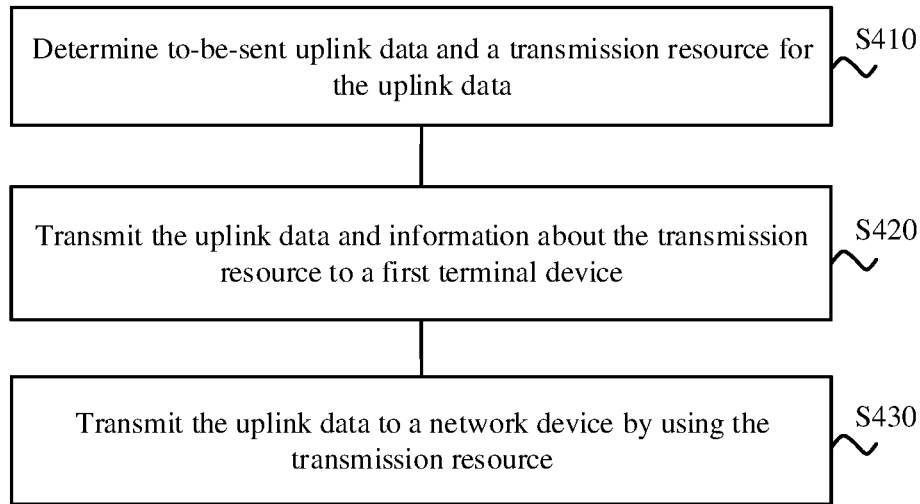 Determine to-be-sent uplink data and a transmission resource for
the uplink data
S410
Transmit the uplink data and information about the transmission
resource to a first terminal device
S420
Transmit the uplink data to a network device by using the
transmission resource
S430